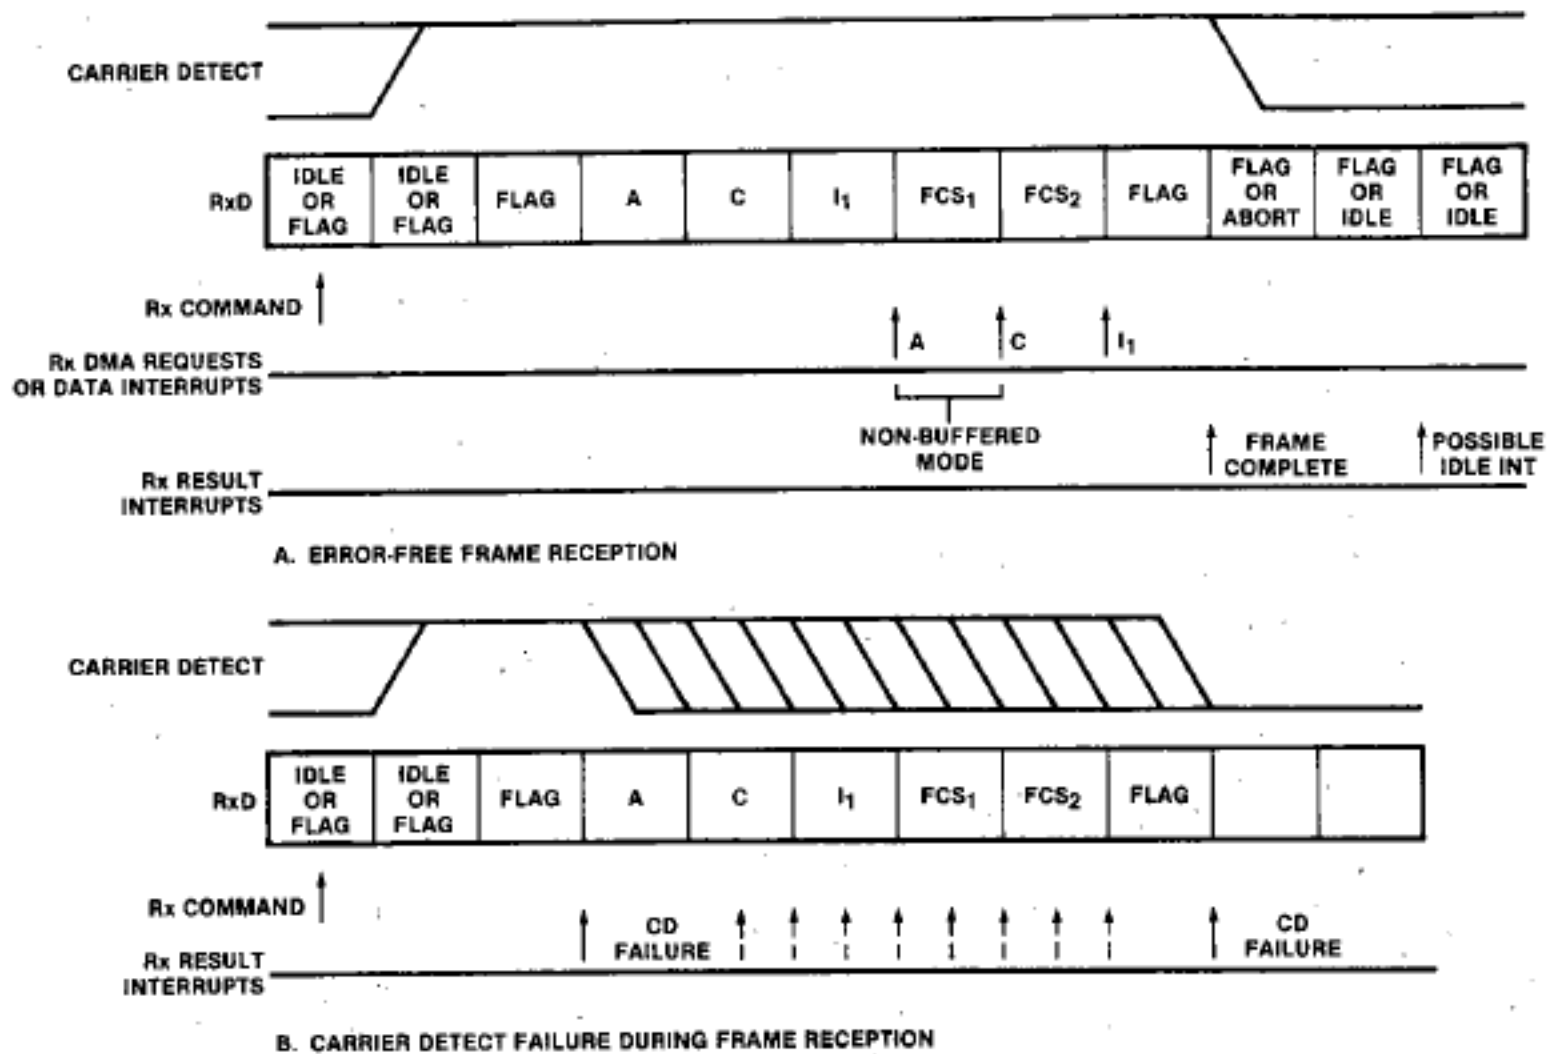 CARRIER DETECT
RxD
IDLE OR FLAG
IDLE OR FLAG
FLAG
A
C
I1
FCS1
FCS2
FLAG
FLAG OR ABORT
FLAG OR IDLE
FLAG OR IDLE
Rx COMMAND
Rx DMA REQUESTS
OR DATA INTERRUPTS
A
C
I1
NON-BUFFERED
MODE
Rx RESULT
INTERRUPTS
FRAME
COMPLETE
POSSIBLE
IDLE INT
A. ERROR-FREE FRAME RECEPTION
CARRIER DETECT
RxD
IDLE OR FLAG
IDLE OR FLAG
FLAG
A
C
I1
FCS1
FCS2
FLAG
Rx COMMAND
Rx RESULT
INTERRUPTS
CD
FAILURE
CD
FAILURE
B. CARRIER DETECT FAILURE DURING FRAME RECEPTION